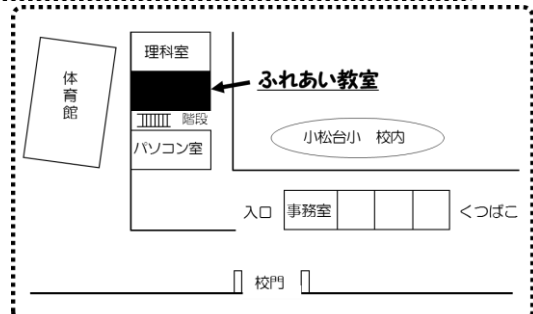 理科室
体育館
ふれあい教室
階段
パソコン室
小松台小 校内
入口
事務室
くつばこ
校門